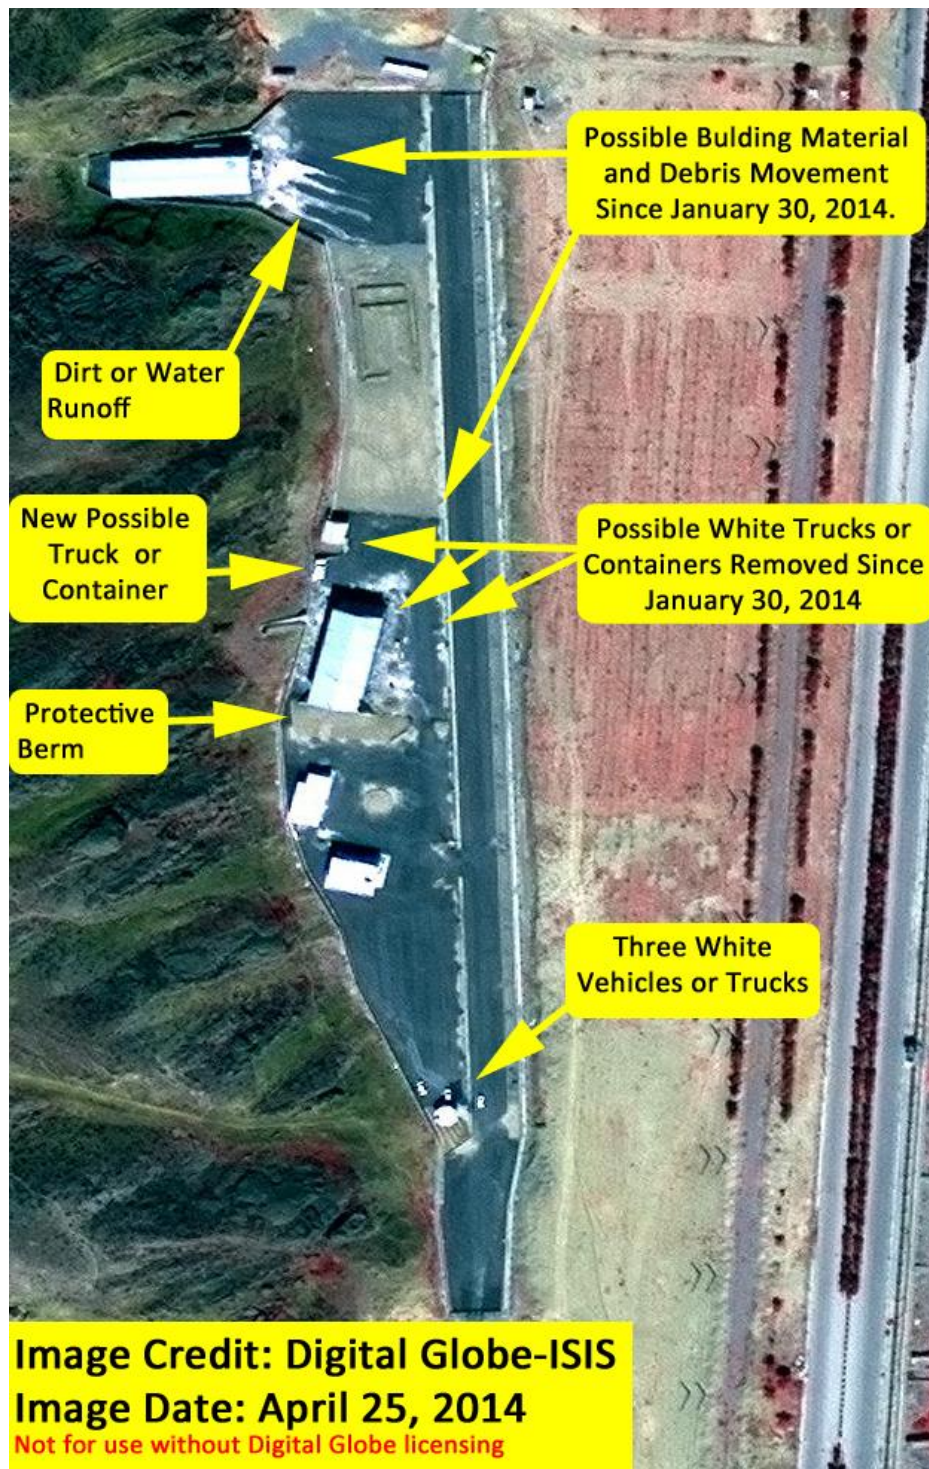 Possible Bulding Material
and Debris Movement
Since January 30, 2014.
Dirt or Water
Runoff
New Possible
Truck or
Container
Possible White Trucks or
Containers Removed Since
January 30, 2014
Protective
Berm
Three White
Vehicles or Trucks
Image Credit: Digital Globe-ISIS
Image Date: April 25, 2014
Not for use without Digital Globe licensing